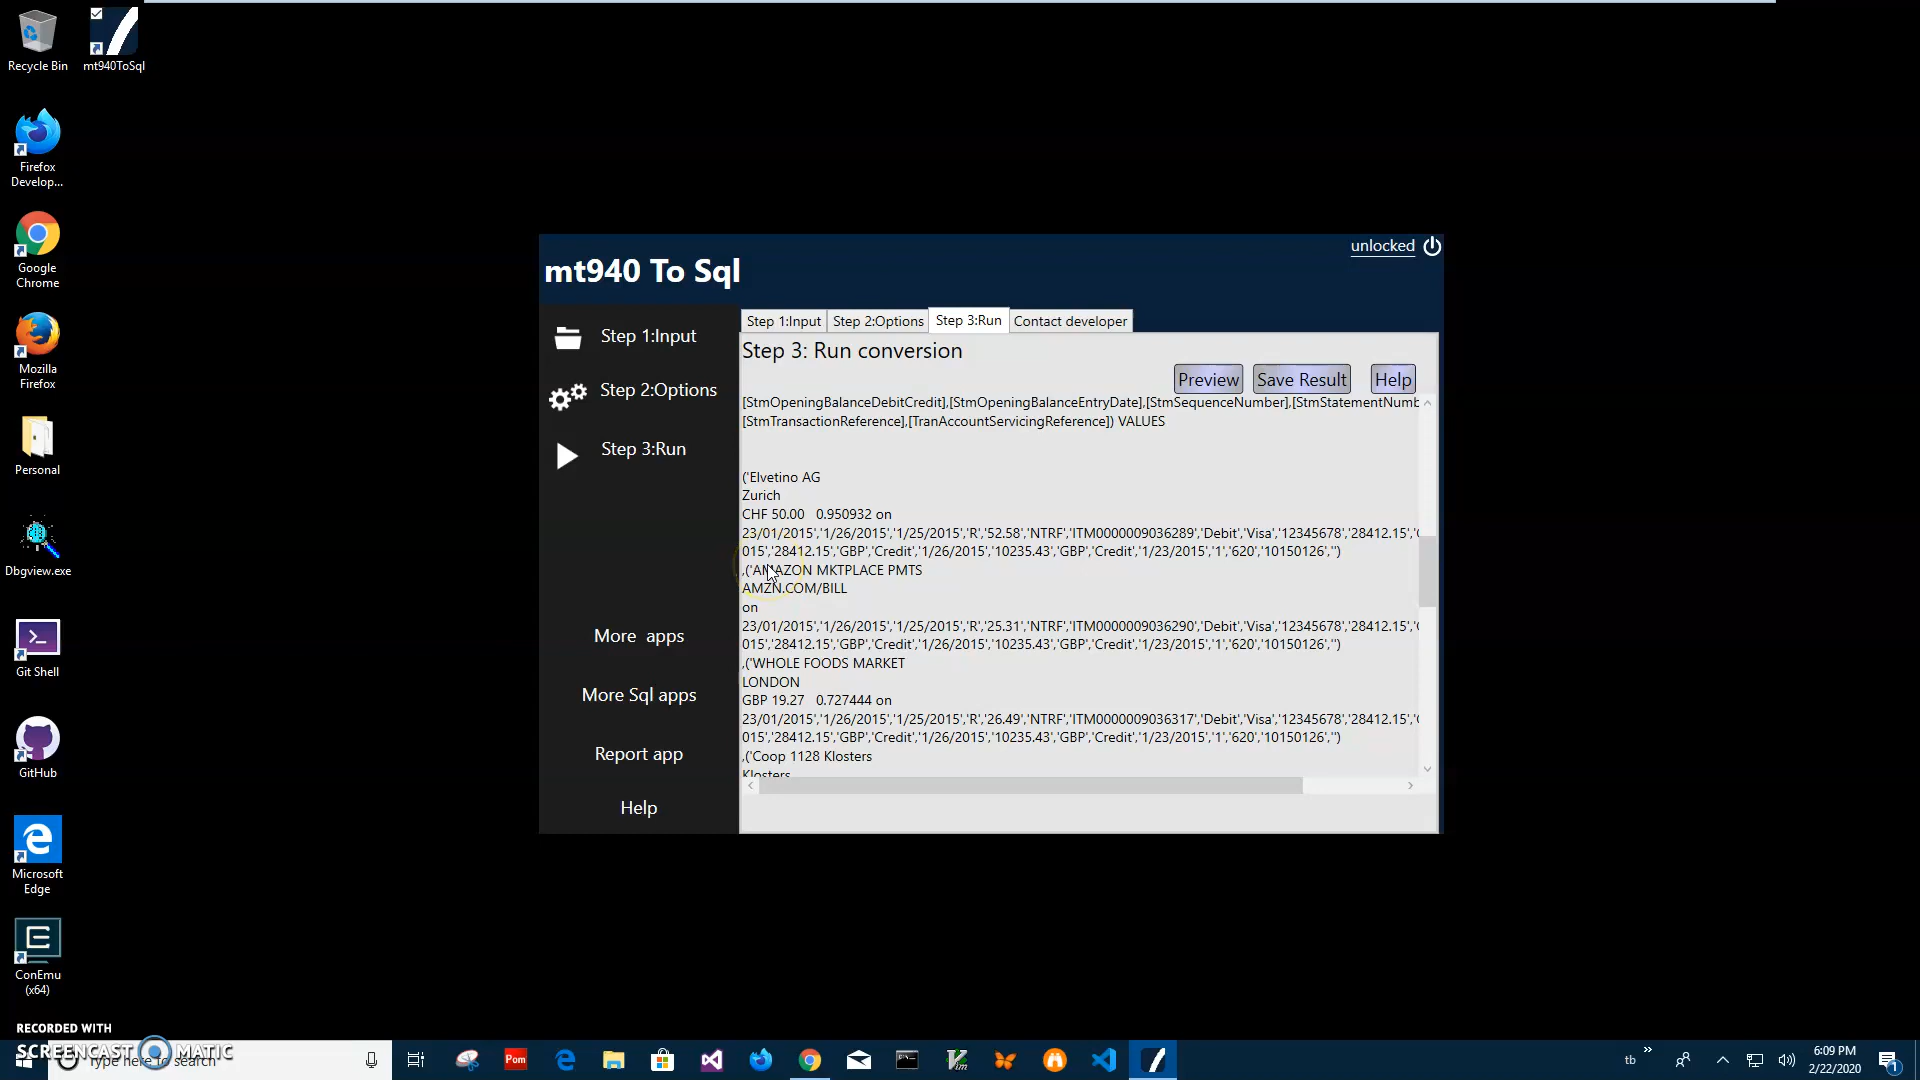 Recycle Bin
mt940ToSql
Firefox
Develop...
Google
Chrome
Mozilla
Firefox
Personal
Dbgview.exe
Git Shell
GitHub
Microsoft
Edge
ConEmu
(x64)
unlocked
mt940 To Sql
Step 1:Input
Step 2:Options
Step 3:Run
More apps
More Sql apps
Report app
Help
Step 1:Input Step 2:Options Step 3:Run Contact developer
Step 3: Run conversion
Preview Save Result Help
[StmOpeningBalanceDebitCredit],[StmOpeningBalanceEntryDate],[StmSequenceNumber],[StmStatementNumb
[StmTransactionReference],[TranAccountServicingReference]) VALUES
('Elvetino AG
Zurich
CHF 50.00 0.950932 on
23/01/2015','1/26/2015','1/25/2015','R','52.58','NTRF','ITM0000009036289','Debit','Visa','12345678','28412.15','
015','28412.15','GBP','Credit','1/26/2015','10235.43','GBP','Credit','1/23/2015','1','620','10150126','')
,('AMAZON MKTPLACE PMTS
AMZN.COM/BILL
on
23/01/2015','1/26/2015','1/25/2015','R','25.31','NTRF','ITM0000009036290','Debit','Visa','12345678','28412.15','
015','28412.15','GBP','Credit','1/26/2015','10235.43','GBP','Credit','1/23/2015','1','620','10150126','')
,('WHOLE FOODS MARKET
LONDON
GBP 19.27 0.727444 on
23/01/2015','1/26/2015','1/25/2015','R','26.49','NTRF','ITM0000009036317','Debit','Visa','12345678','28412.15','
015','28412.15','GBP','Credit','1/26/2015','10235.43','GBP','Credit','1/23/2015','1','620','10150126','')
,('Coop 1128 Klosters
Klosters
RECORDED WITH
SCREENCAST MATIC
Type here to search
Pom
Vim
tb
6:09 PM
2/22/2020
1